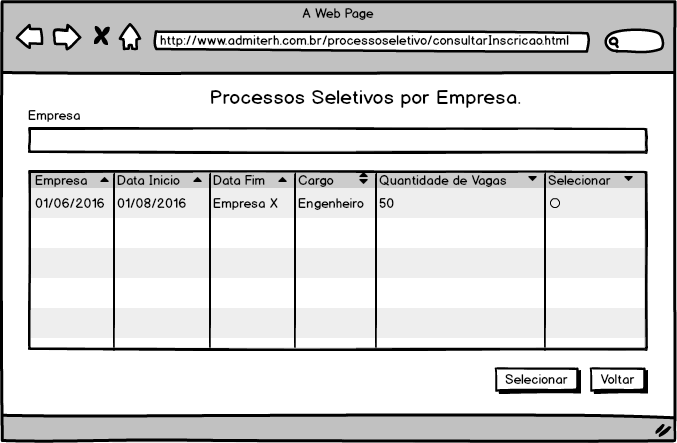 A Web Page
http://www.admiterh.com.br/processoseletivo/consultarInscricao.html
Processos Seletivos por Empresa.
Empresa
Empresa Data Inicio Data Fim Cargo Quantidade de Vagas Selecionar
01/06/2016 01/08/2016 Empresa X Engenheiro 50
Selecionar Voltar